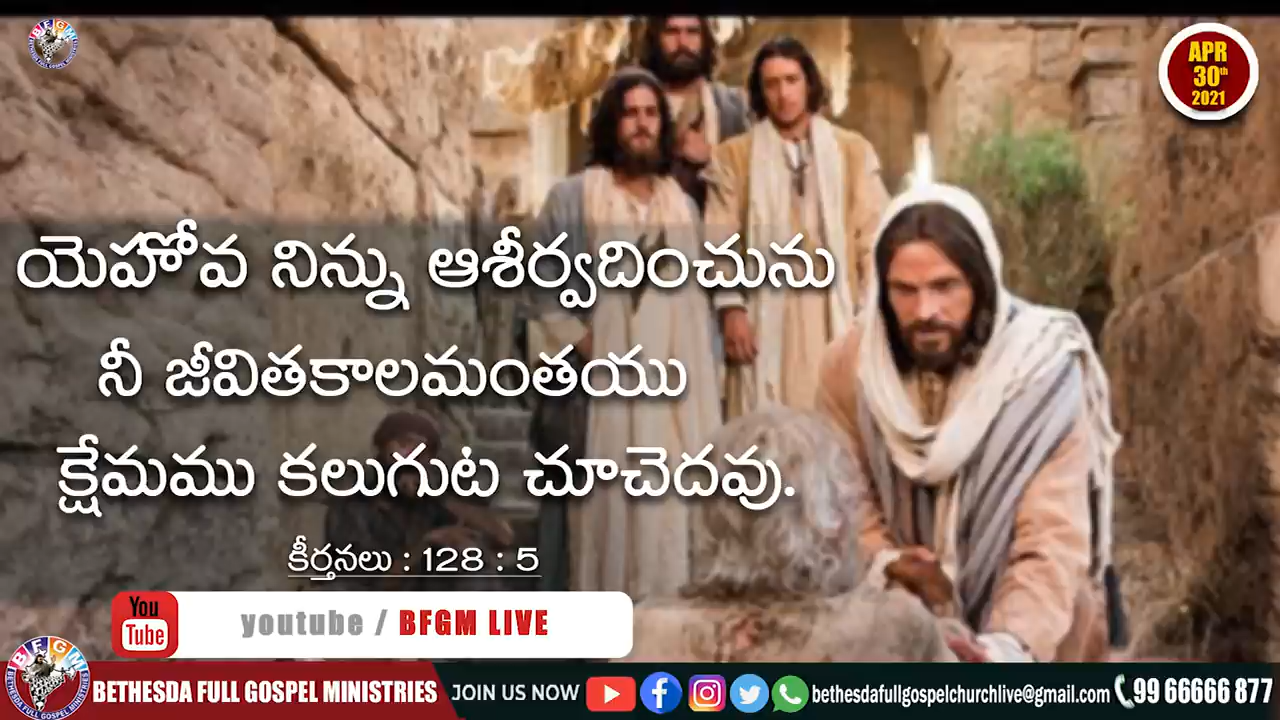 APR
30th
2021
యెహోవ నిన్ను ఆశీర్వదించును
నీ జీవితకాలమంతయు
క్షేమము కలుగుట చూచెదవు.
కీర్తనలు : 128 : 5
You
Tube
youtube / BFGM LIVE
BFGM
BETHESDA FULL GOSPEL MINISTRIES
JOIN US NOW
bethesdafullgospelchurchlive@gmail.com
99 66666 877